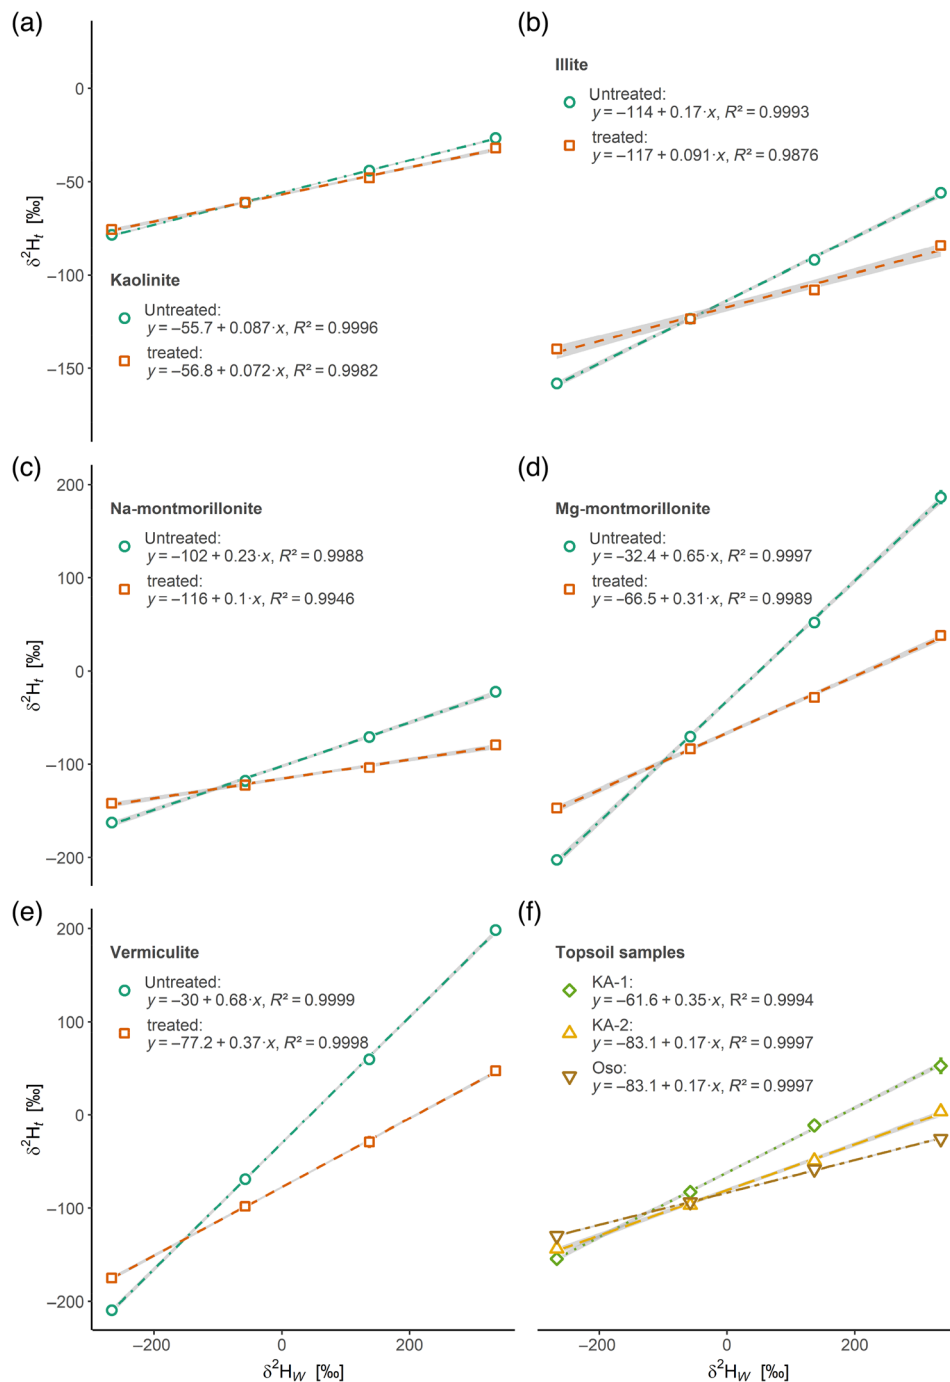 (a)
0
−50
−100
−150
δ²Ht [‰]
Kaolinite
Untreated:
y = −55.7 + 0.087·x, R² = 0.9996
treated:
y = −56.8 + 0.072·x, R² = 0.9982
(b)
Illite
Untreated:
y = −114 + 0.17·x, R² = 0.9993
treated:
y = −117 + 0.091·x, R² = 0.9876
(c)
200
100
0
−100
−200
δ²Ht [‰]
Na-montmorillonite
Untreated:
y = −102 + 0.23·x, R² = 0.9988
treated:
y = −116 + 0.1·x, R² = 0.9946
(d)
Mg-montmorillonite
Untreated:
y = −32.4 + 0.65·x, R² = 0.9997
treated:
y = −66.5 + 0.31·x, R² = 0.9989
(e)
200
100
0
−100
−200
δ²Ht [‰]
Vermiculite
Untreated:
y = −30 + 0.68·x, R² = 0.9999
treated:
y = −77.2 + 0.37·x, R² = 0.9998
−200 0 200
δ²HW [‰]
(f)
Topsoil samples
KA-1:
y = −61.6 + 0.35·x, R² = 0.9994
KA-2:
y = −83.1 + 0.17·x, R² = 0.9997
Oso:
y = −83.1 + 0.17·x, R² = 0.9997
−200 0 200
δ²HW [‰]